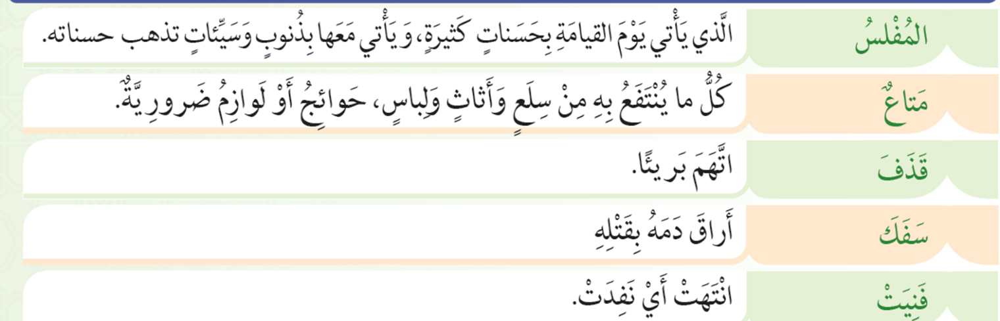 المُفْلسُ الَّذي يَأْتي يَوْمَ القيامَةِ بِحَسَناتٍ كَثيرَةٍ، وَ يَأْتي مَعَها بِذُنوبٍ وَسَيِّئاتٍ تذهب حسناته.
مَتاعٌ كُلُّ ما يُنْتَفَعُ بِهِ مِنْ سِلَعٍ وَأَثاثٍ وَلِباسٍ، حَوائِجُ أَوْ لَوازِمُ ضَرورِيَّةٌ.
قَذَفَ اتَّهَمَ بَريئًا.
سَفَكَ أَراقَ دَمَهُ بِقَتْلِهِ
فَنِيَتْ انْتَهَتْ أَيْ نَفِدَتْ.